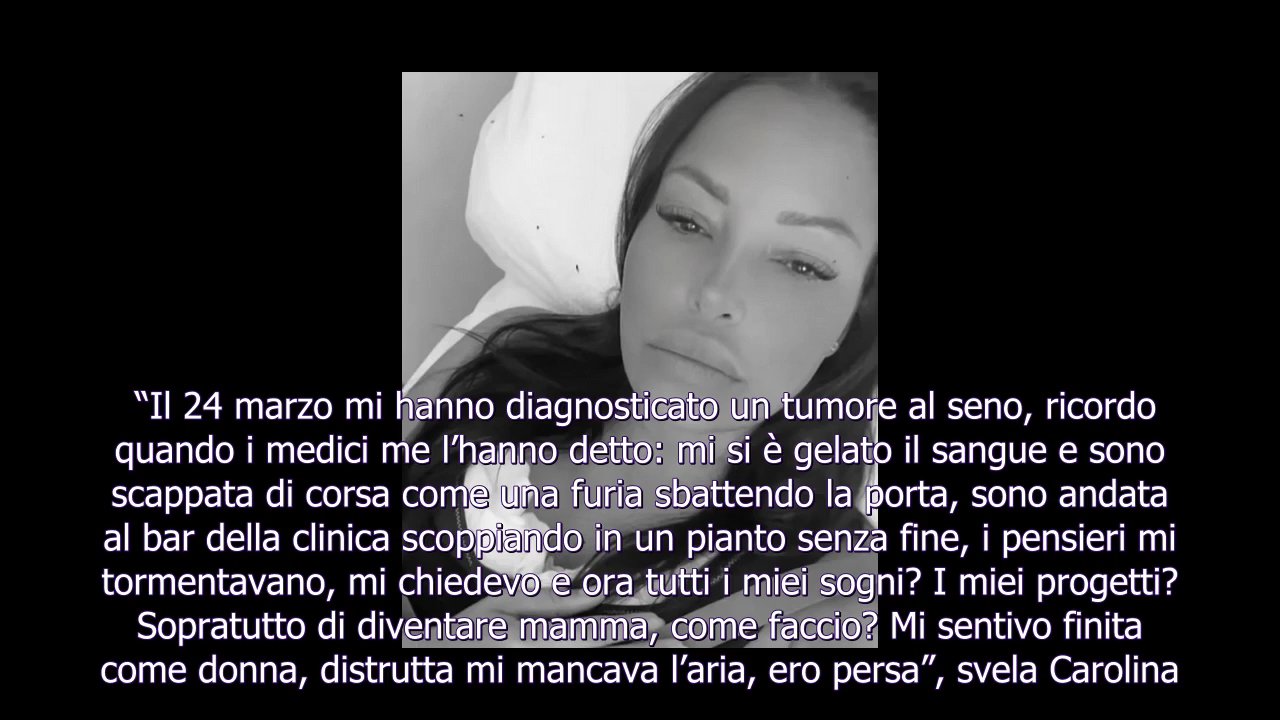 “Il 24 marzo mi hanno diagnosticato un tumore al seno, ricordo
quando i medici me l’hanno detto: mi si è gelato il sangue e sono
scappata di corsa come una furia sbattendo la porta, sono andata
al bar della clinica scoppiando in un pianto senza fine, i pensieri mi
tormentavano, mi chiedevo e ora tutti i miei sogni? I miei progetti?
Sopratutto di diventare mamma, come faccio? Mi sentivo finita
come donna, distrutta mi mancava l’aria, ero persa”, svela Carolina